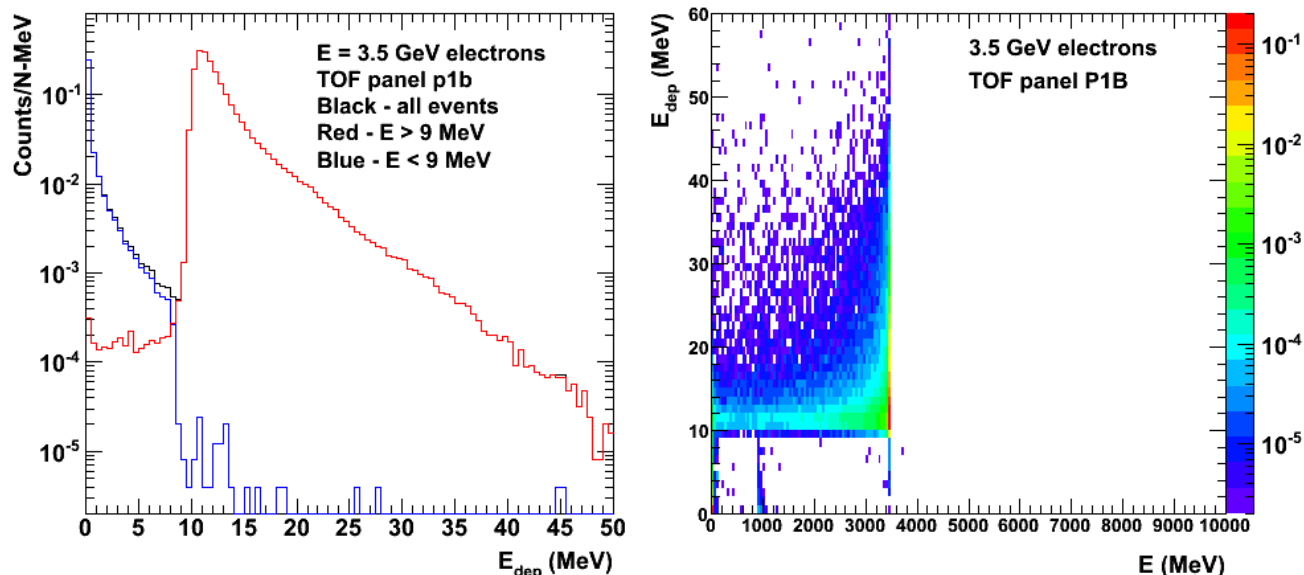 Counts/N-MeV
10⁻¹
10⁻²
10⁻³
10⁻⁴
10⁻⁵
E = 3.5 GeV electrons
TOF panel p1b
Black - all events
Red - E > 9 MeV
Blue - E < 9 MeV
0 5 10 15 20 25 30 35 40 45 50
E_dep (MeV)
E_dep (MeV)
60
50
40
30
20
10
0
3.5 GeV electrons
TOF panel P1B
0 1000 2000 3000 4000 5000 6000 7000 8000 9000 10000
E (MeV)
10⁻¹
10⁻²
10⁻³
10⁻⁴
10⁻⁵